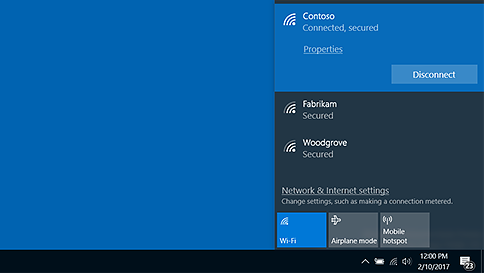 Contoso
Connected, secured
Properties
Disconnect
Fabrikam
Secured
Woodgrove
Secured
Network & Internet settings
Change settings, such as making a connection metered.
Wi-Fi
Airplane mode
Mobile
hotspot
12:00 PM
2/10/2017
23